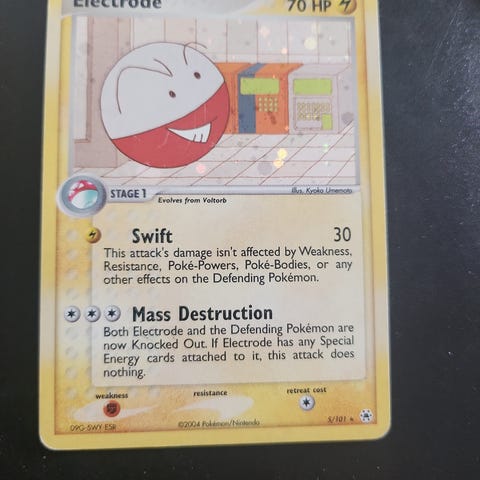 Electrode 70 HP
Illus. Kyoko Umemoto
STAGE 1
Evolves from Voltorb
Swift 30
This attack's damage isn't affected by Weakness,
Resistance, Poké-Powers, Poké-Bodies, or any
other effects on the Defending Pokémon.
Mass Destruction
Both Electrode and the Defending Pokémon are
now Knocked Out. If Electrode has any Special
Energy cards attached to it, this attack does
nothing.
weakness resistance retreat cost
09G-5WY-E5R ©2004 Pokémon/Nintendo 5/101